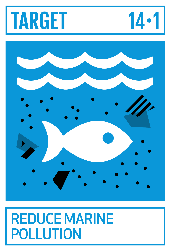 TARGET 14·1
REDUCE MARINE
POLLUTION